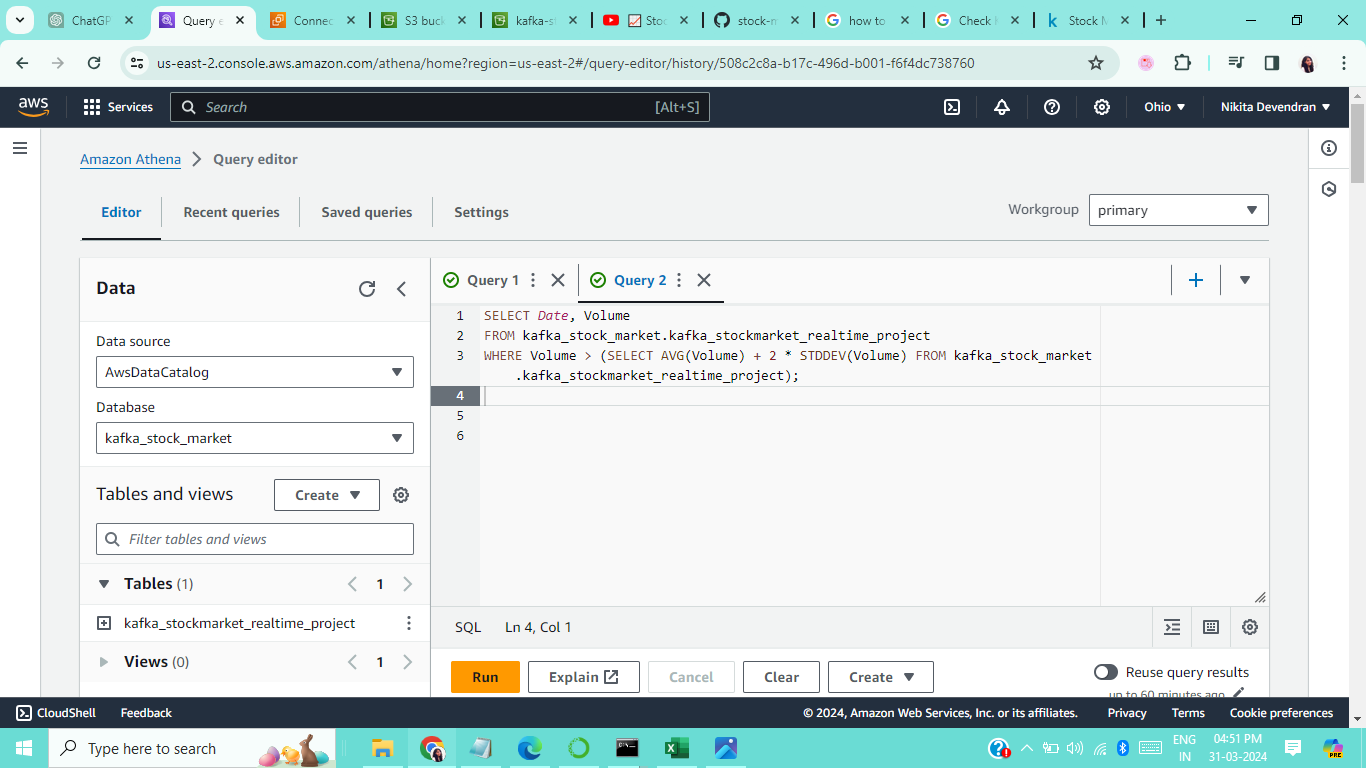 ChatGP
Query e
Connec
S3 buck
kafka-st
Stoc
stock-m
how to
Check
Stock M
us-east-2.console.aws.amazon.com/athena/home?region=us-east-2#/query-editor/history/508c2c8a-b17c-496d-b001-f6f4dc738760
aws
Services
Search
[Alt+S]
Ohio
Nikita Devendran
Amazon Athena
Query editor
Editor
Recent queries
Saved queries
Settings
Workgroup
primary
Data
Data source
AwsDataCatalog
Database
kafka_stock_market
Tables and views
Create
Filter tables and views
Tables (1)
1
kafka_stockmarket_realtime_project
Views (0)
1
Query 1
Query 2
1 SELECT Date, Volume
2 FROM kafka_stock_market.kafka_stockmarket_realtime_project
3 WHERE Volume > (SELECT AVG(Volume) + 2 * STDDEV(Volume) FROM kafka_stock_market
.kafka_stockmarket_realtime_project);
4
5
6
SQL
Ln 4, Col 1
Run
Explain
Cancel
Clear
Create
Reuse query results
up to 60 minutes ago
CloudShell
Feedback
© 2024, Amazon Web Services, Inc. or its affiliates.
Privacy
Terms
Cookie preferences
Type here to search
ENG
IN
04:51 PM
31-03-2024
PRE